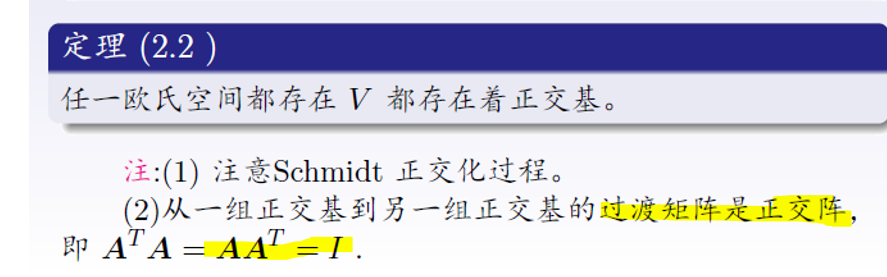 定理 (2.2 )
任一欧氏空间都存在 V 都存在着正交基。
注:(1) 注意Schmidt 正交化过程。
(2)从一组正交基到另一组正交基的过渡矩阵是正交阵,
即 AᵀA = AAᵀ = I .